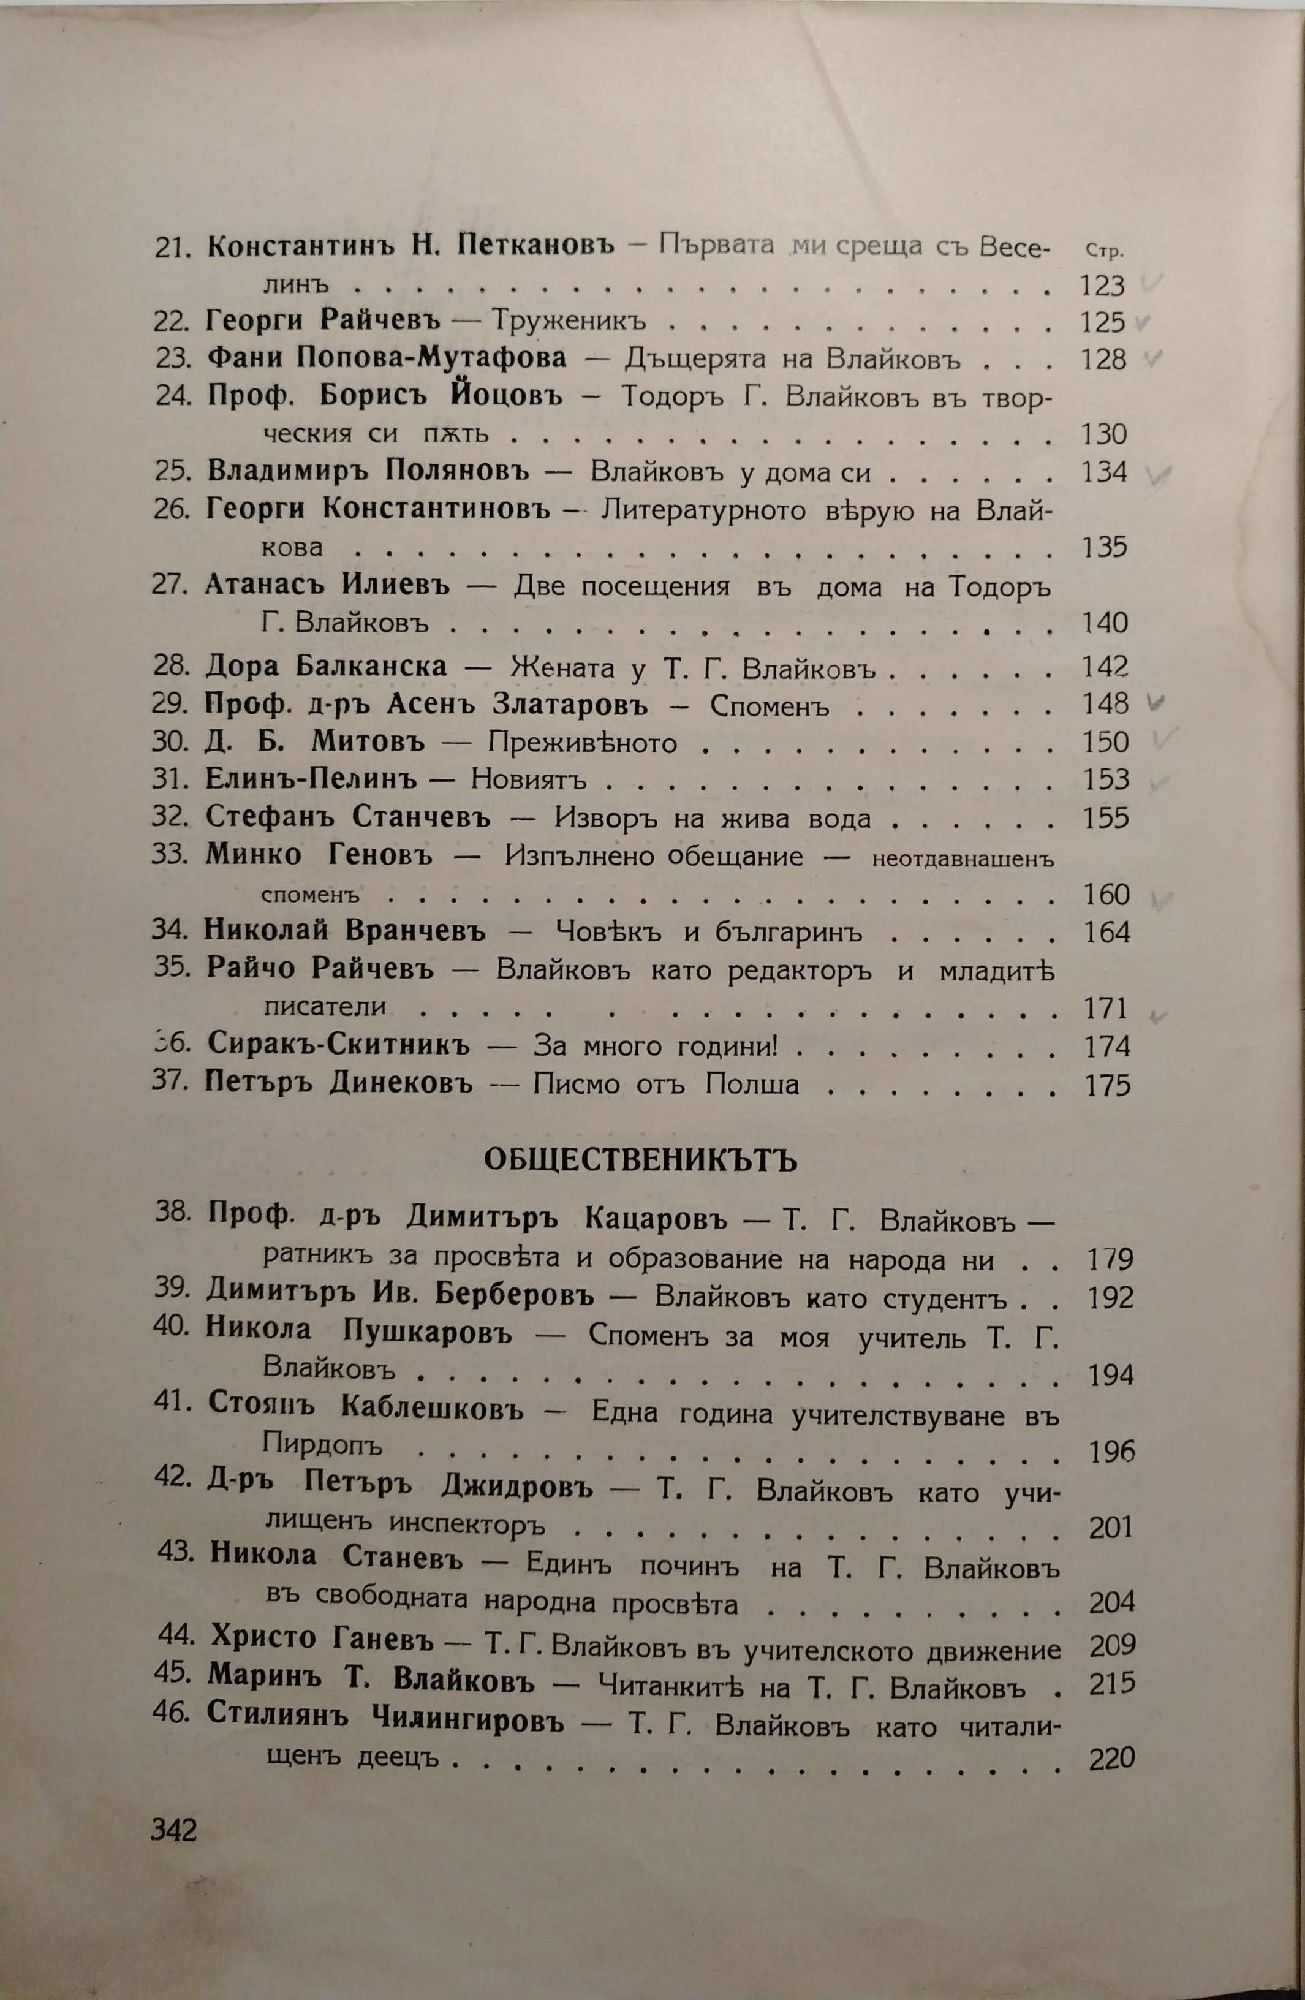 21. Константинъ Н. Петкановъ — Първата ми среща съ Весе- Стр.
линъ . . . . . . . . . . . . . . . . . . . . . . . 123
22. Георги Райчевъ — Труженикъ . . . . . . . . . . . . . 125
23. Фани Попова-Мутафова — Дъщерята на Влайковъ . . . 128
24. Проф. Борисъ Йоцовъ — Тодоръ Г. Влайковъ въ твор-
ческия си пѫть . . . . . . . . . . . . . . . . . . 130
25. Владимиръ Поляновъ — Влайковъ у дома си . . . . . . 134
26. Георги Константиновъ — Литературното вѣрую на Влай-
кова . . . . . . . . . . . . . . . . . . . . . . . 135
27. Атанасъ Илиевъ — Две посещения въ дома на Тодоръ
Г. Влайковъ . . . . . . . . . . . . . . . . . . . . 140
28. Дора Балканска — Жената у Т. Г. Влайковъ . . . . . . 142
29. Проф. д-ръ Асенъ Златаровъ — Споменъ . . . . . . . 148
30. Д. Б. Митовъ — Преживѣното . . . . . . . . . . . . 150
31. Елинъ-Пелинъ — Новиятъ . . . . . . . . . . . . . . . 153
32. Стефанъ Станчевъ — Изворъ на жива вода . . . . . . 155
33. Минко Геновъ — Изпълнено обещание — неотдавнашенъ
споменъ . . . . . . . . . . . . . . . . . . . . . . 160
34. Николай Вранчевъ — Човѣкъ и българинъ . . . . . . 164
35. Райчо Райчевъ — Влайковъ като редакторъ и младитѣ
писатели . . . . . . . . . . . . . . . . . . . 171
36. Сиракъ-Скитникъ — За много години! . . . . . . . . . 174
37. Петъръ Динековъ — Писмо отъ Полша . . . . . . . . 175
ОБЩЕСТВЕНИКЪТЪ
38. Проф. д-ръ Димитъръ Кацаровъ — Т. Г. Влайковъ —
ратникъ за просвѣта и образование на народа ни . . 179
39. Димитъръ Ив. Берберовъ — Влайковъ като студентъ . . 192
40. Никола Пушкаровъ — Споменъ за моя учитель Т. Г.
Влайковъ . . . . . . . . . . . . . . . . . . . . . 194
41. Стоянъ Каблешковъ — Една година учителствуване въ
Пирдопъ . . . . . . . . . . . . . . . . . . . . . 196
42. Д-ръ Петъръ Джидровъ — Т. Г. Влайковъ като учи-
лищенъ инспекторъ . . . . . . . . . . . . . . . . 201
43. Никола Станевъ — Единъ починъ на Т. Г. Влайковъ
въ свободната народна просвѣта . . . . . . . . . . 204
44. Христо Ганевъ — Т. Г. Влайковъ въ учителското движение 209
45. Маринъ Т. Влайковъ — Читанкитѣ на Т. Г. Влайковъ . 215
46. Стилиянъ Чилингировъ — Т. Г. Влайковъ като читали-
щенъ деецъ . . . . . . . . . . . . . . . . . . . . 220
342